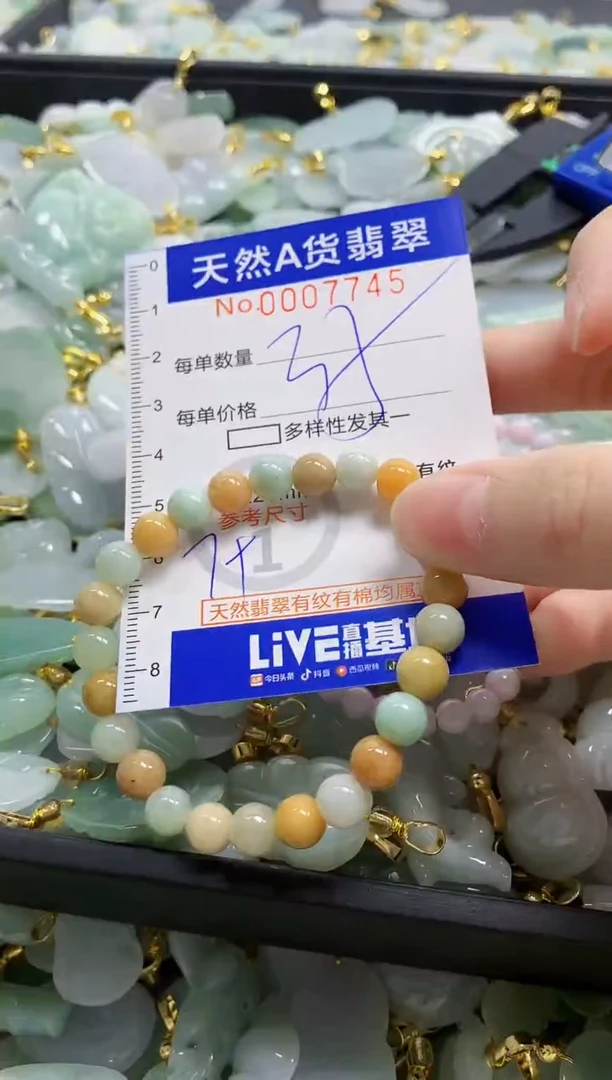 天然A货翡翠
No.0007745
0
1
2
3
4
5
6
7
8
每单数量
每单价格
多样性发其一
有纹
参考尺寸
7+
天然翡翠有纹有棉均属
LiVE直播基
今日头条 抖音 西瓜视频